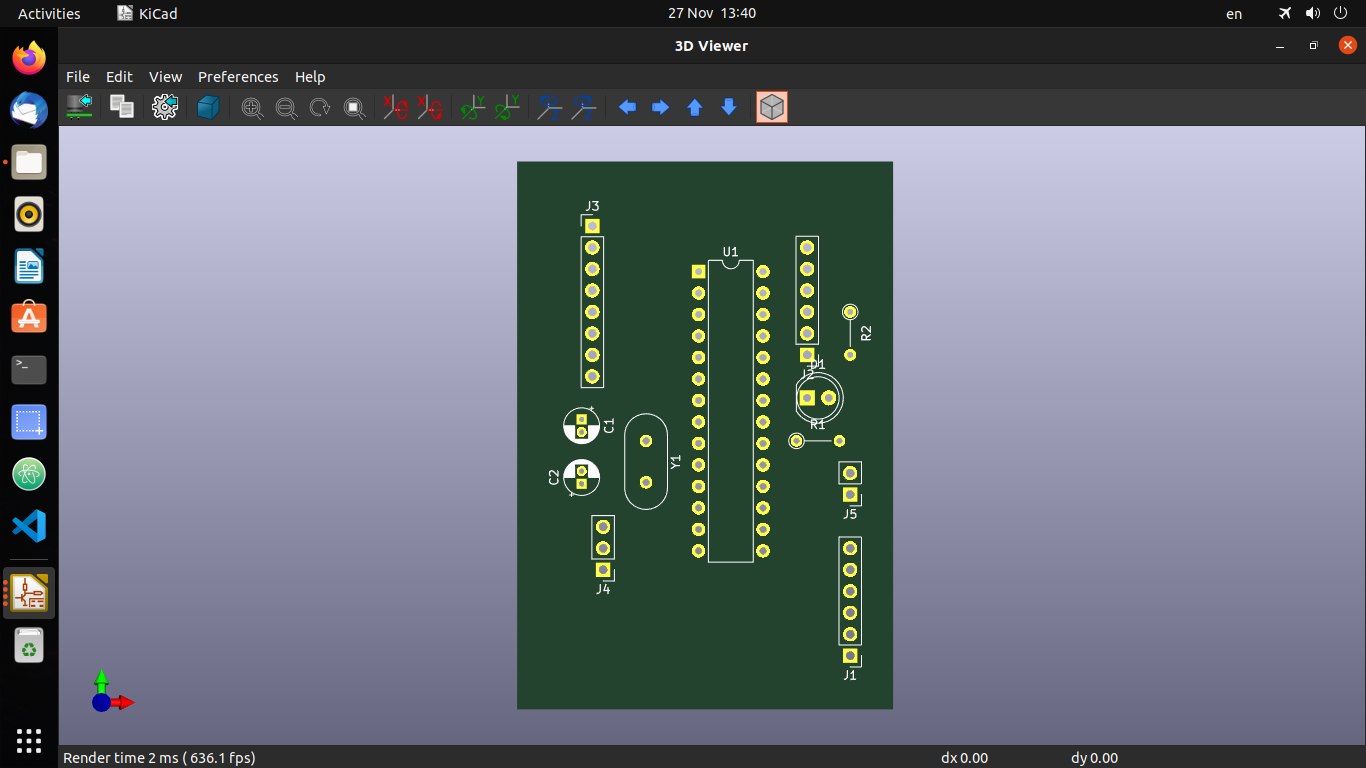 Activities KiCad 27 Nov 13:40 en
3D Viewer
File Edit View Preferences Help
J3
U1
R2
D1
J2
C1
R1
Y1
C2
J5
J4
J1
Render time 2 ms ( 636.1 fps) dx 0.00 dy 0.00